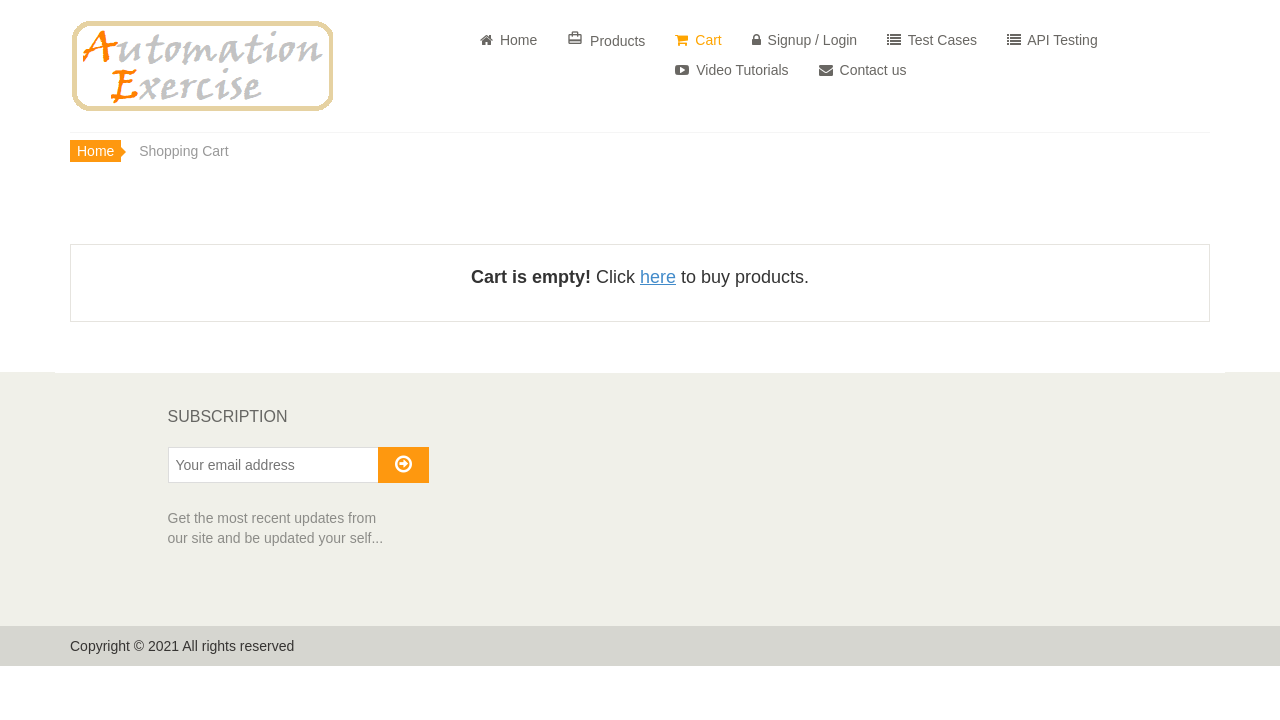 Automation
Exercise
Home
Products
Cart
Signup / Login
Test Cases
API Testing
Video Tutorials
Contact us
Home
Shopping Cart
Cart is empty! Click here to buy products.
SUBSCRIPTION
Your email address
Get the most recent updates from
our site and be updated your self...
Copyright © 2021 All rights reserved